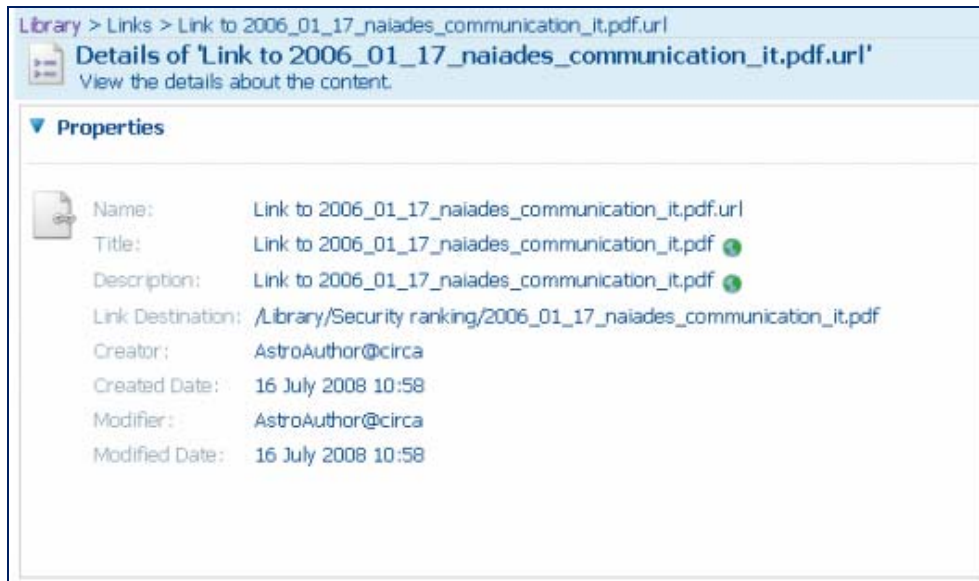 Library > Links > Link to 2006_01_17_naiades_communication_it.pdf.url
Details of 'Link to 2006_01_17_naiades_communication_it.pdf.url'
View the details about the content.
Properties
Name: Link to 2006_01_17_naiades_communication_it.pdf.url
Title: Link to 2006_01_17_naiades_communication_it.pdf
Description: Link to 2006_01_17_naiades_communication_it.pdf
Link Destination: /Library/Security ranking/2006_01_17_naiades_communication_it.pdf
Creator: AstroAuthor@circa
Created Date: 16 July 2008 10:58
Modifier: AstroAuthor@circa
Modified Date: 16 July 2008 10:58